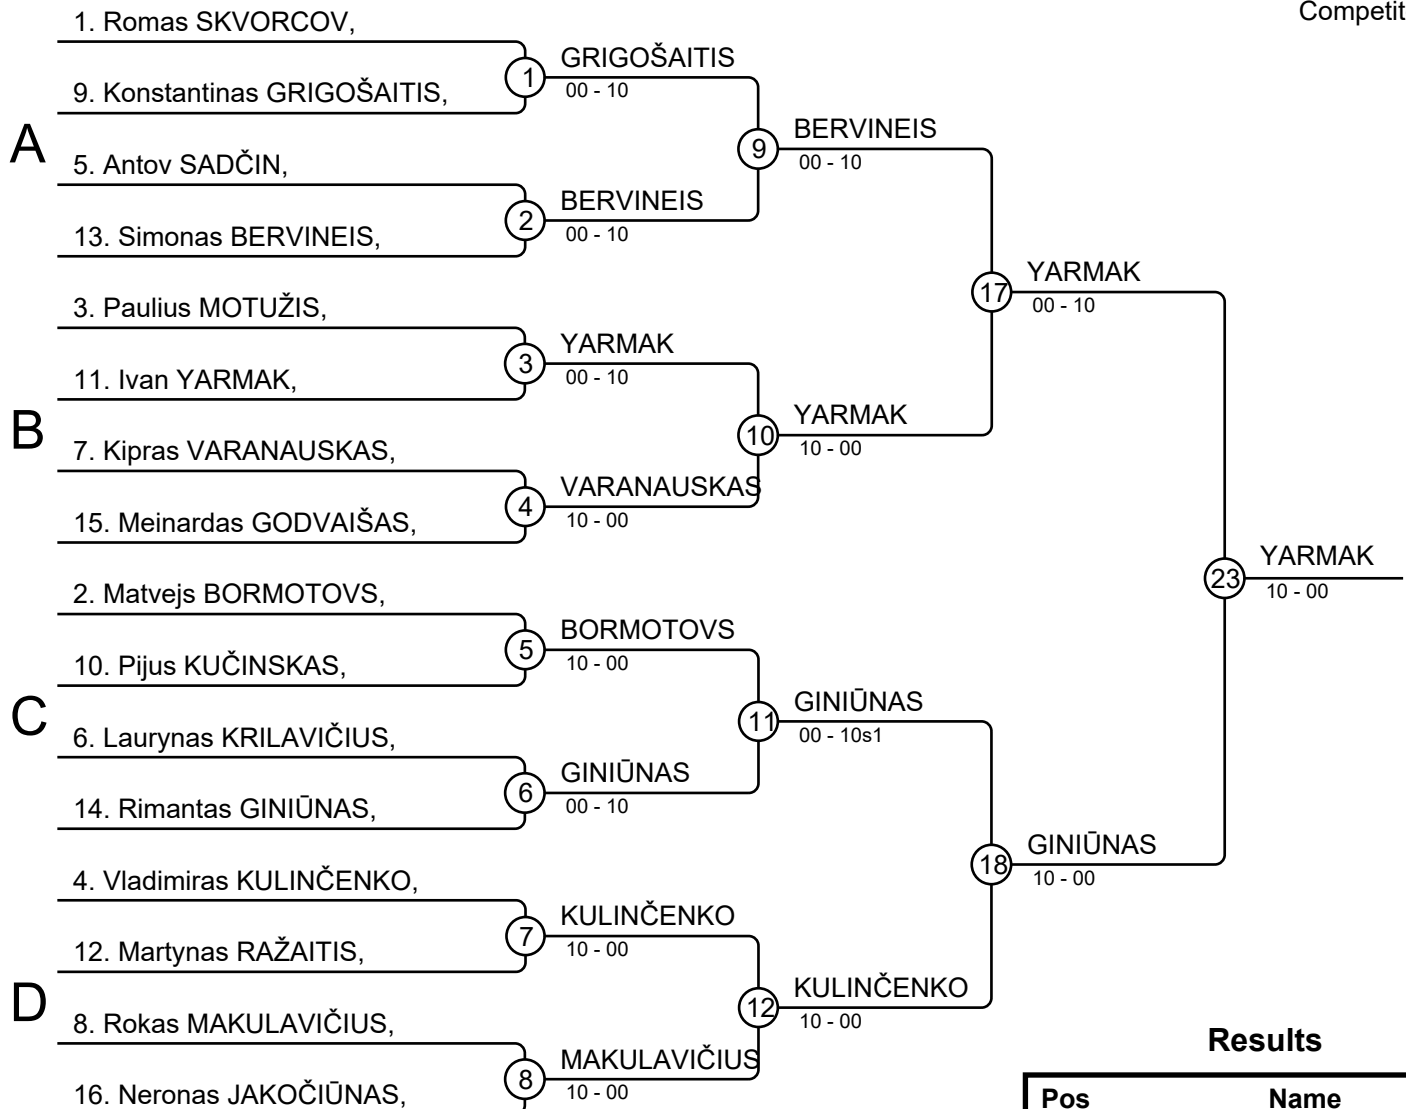 Competit
1. Romas SKVORCOV,
1
GRIGOŠAITIS
00 - 10
9. Konstantinas GRIGOŠAITIS,
A
9
BERVINEIS
00 - 10
5. Antov SADČIN,
2
BERVINEIS
00 - 10
13. Simonas BERVINEIS,
17
YARMAK
00 - 10
3. Paulius MOTUŽIS,
3
YARMAK
00 - 10
11. Ivan YARMAK,
B
10
YARMAK
10 - 00
7. Kipras VARANAUSKAS,
4
VARANAUSKAS
10 - 00
15. Meinardas GODVAIŠAS,
23
YARMAK
10 - 00
2. Matvejs BORMOTOVS,
5
BORMOTOVS
10 - 00
10. Pijus KUČINSKAS,
C
11
GINIŪNAS
00 - 10s1
6. Laurynas KRILAVIČIUS,
6
GINIŪNAS
00 - 10
14. Rimantas GINIŪNAS,
18
GINIŪNAS
10 - 00
4. Vladimiras KULINČENKO,
7
KULINČENKO
10 - 00
12. Martynas RAŽAITIS,
D
12
KULINČENKO
10 - 00
8. Rokas MAKULAVIČIUS,
8
MAKULAVIČIUS
10 - 00
16. Neronas JAKOČIŪNAS,
Results
Pos Name